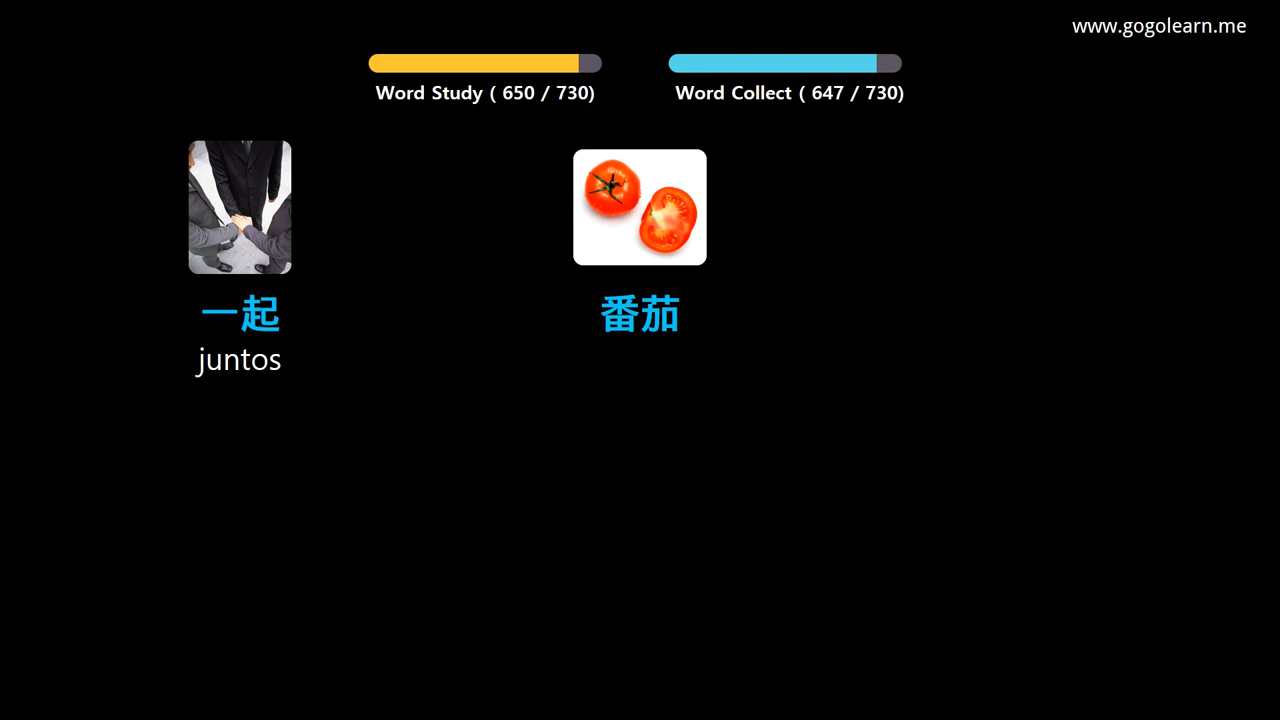 www.gogolearn.me
Word Study ( 650 / 730)
Word Collect ( 647 / 730)
一起
juntos
番茄